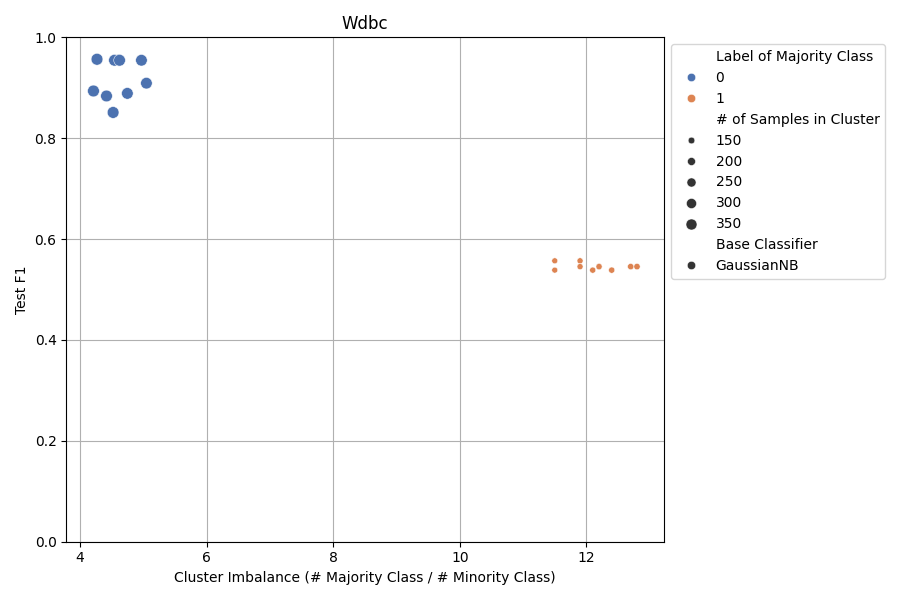 Wdbc
1.0
0.8
0.6
0.4
0.2
0.0
Test F1
4
6
8
10
12
Cluster Imbalance (# Majority Class / # Minority Class)
Label of Majority Class
0
1
# of Samples in Cluster
150
200
250
300
350
Base Classifier
GaussianNB